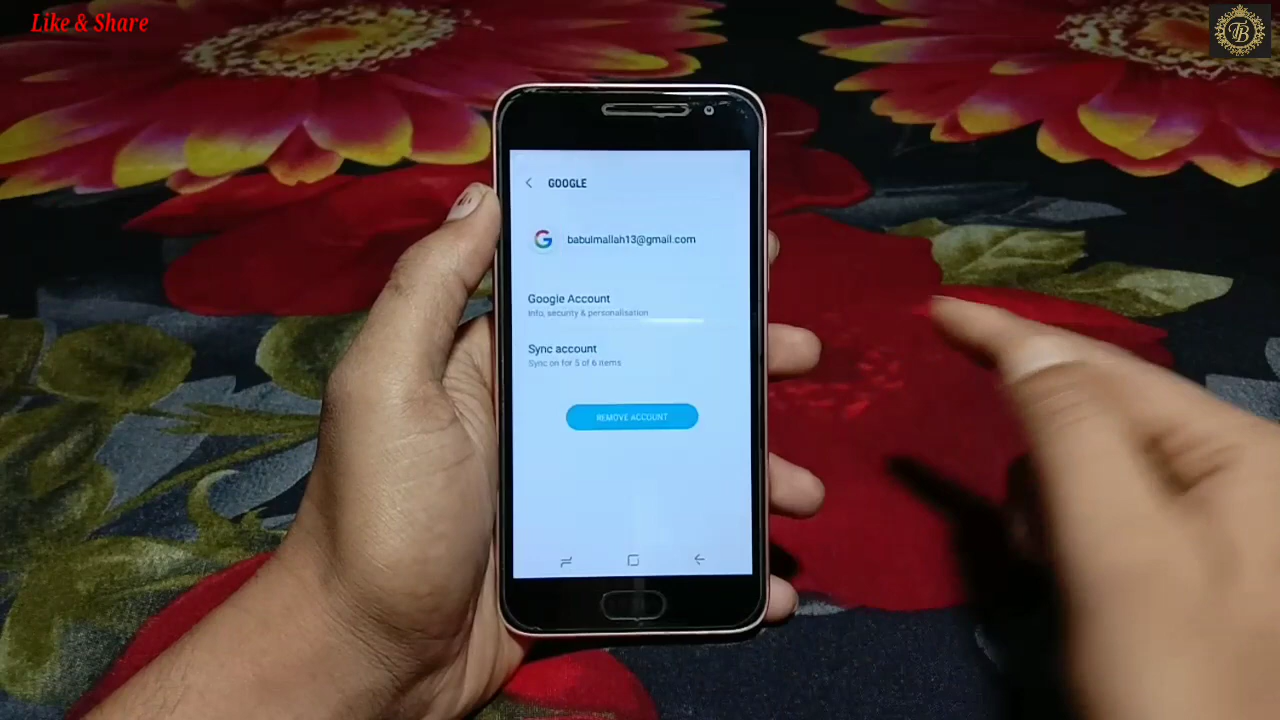 Like & Share
TB
GOOGLE
babulmallah13@gmail.com
Google Account
Info, security & personalisation
Sync account
Sync on for 5 of 6 items
REMOVE ACCOUNT